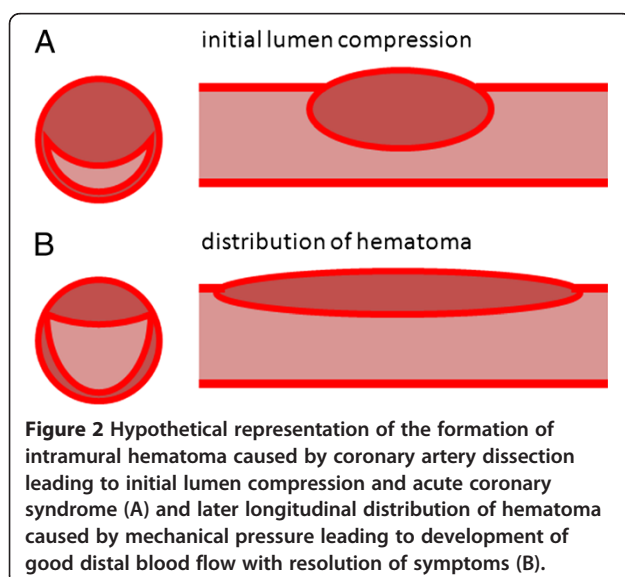 A
initial lumen compression
B
distribution of hematoma
Figure 2 Hypothetical representation of the formation of
intramural hematoma caused by coronary artery dissection
leading to initial lumen compression and acute coronary
syndrome (A) and later longitudinal distribution of hematoma
caused by mechanical pressure leading to development of
good distal blood flow with resolution of symptoms (B).